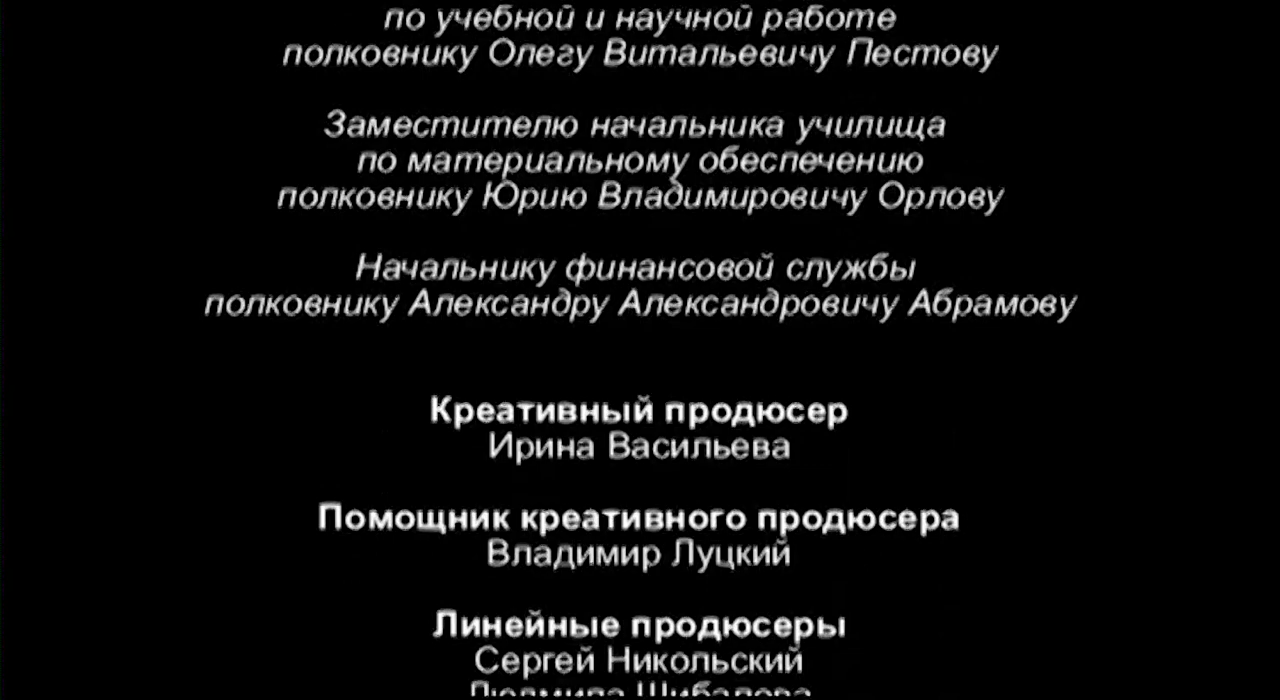 по учебной и научной работе
полковнику Олегу Витальевичу Пестову
Заместителю начальника училища
по материальному обеспечению
полковнику Юрию Владимировичу Орлову
Начальнику финансовой службы
полковнику Александру Александровичу Абрамову
Креативный продюсер
Ирина Васильева
Помощник креативного продюсера
Владимир Луцкий
Линейные продюсеры
Сергей Никольский
Людмила